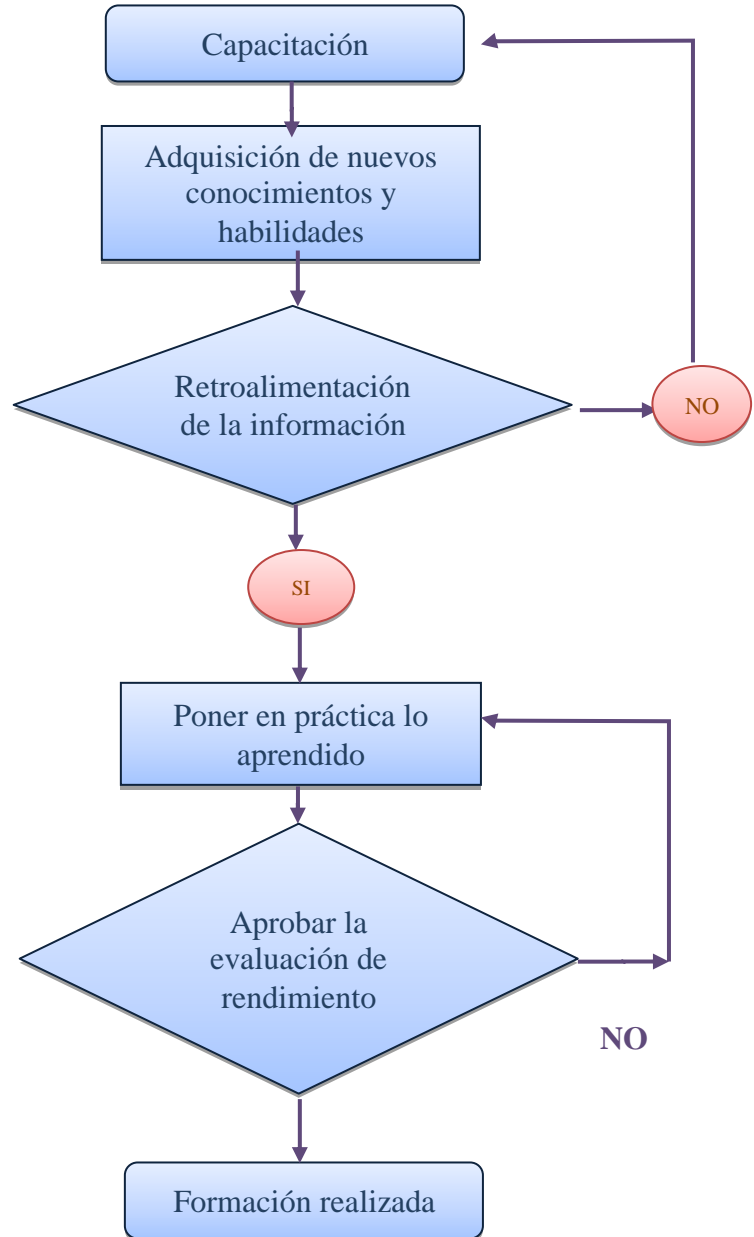 Capacitación
Adquisición de nuevos
conocimientos y
habilidades
Retroalimentación
de la información
NO
SI
Poner en práctica lo
aprendido
Aprobar la
evaluación de
rendimiento
NO
Formación realizada